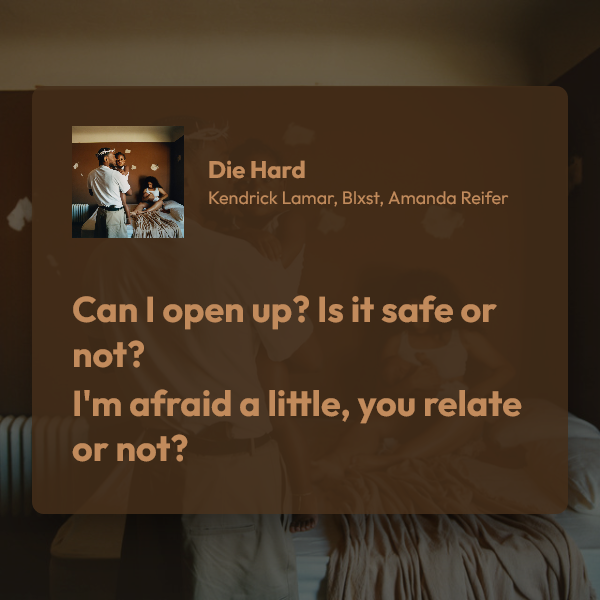 Die Hard
Kendrick Lamar, Blxst, Amanda Reifer
Can I open up? Is it safe or
not?
I'm afraid a little, you relate
or not?